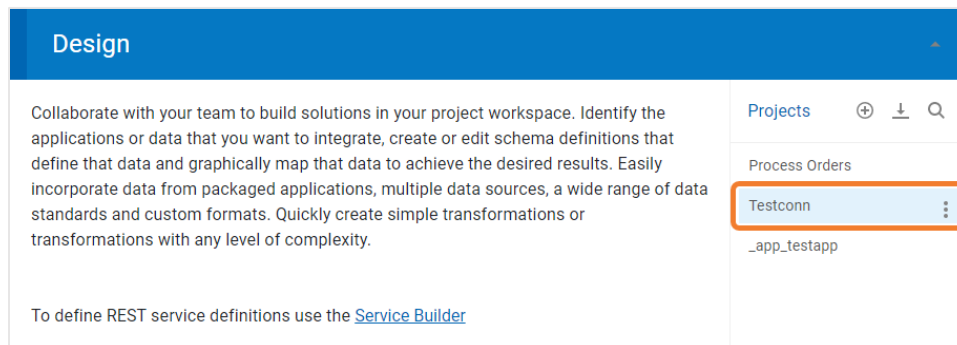 Design
Collaborate with your team to build solutions in your project workspace. Identify the
applications or data that you want to integrate, create or edit schema definitions that
define that data and graphically map that data to achieve the desired results. Easily
incorporate data from packaged applications, multiple data sources, a wide range of data
standards and custom formats. Quickly create simple transformations or
transformations with any level of complexity.
To define REST service definitions use the Service Builder
Projects
Process Orders
Testconn
_app_testapp